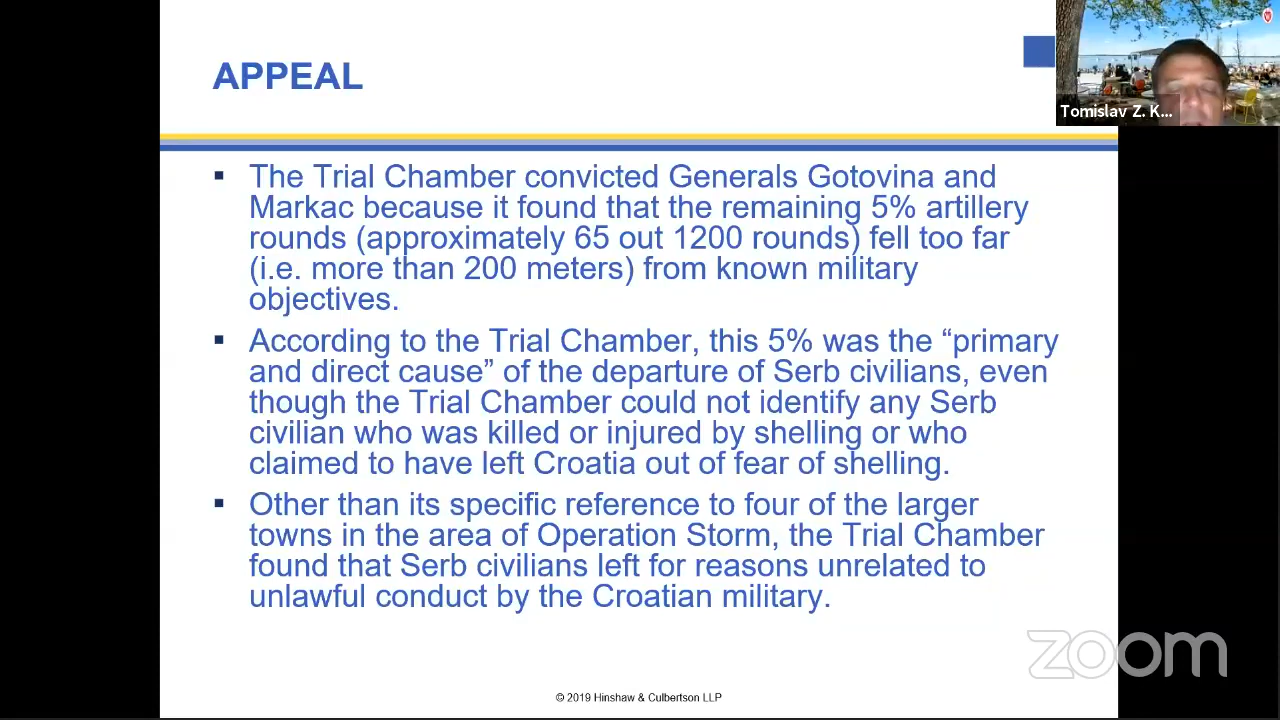 APPEAL
Tomislav Z. K...
▪ The Trial Chamber convicted Generals Gotovina and
Markac because it found that the remaining 5% artillery
rounds (approximately 65 out 1200 rounds) fell too far
(i.e. more than 200 meters) from known military
objectives.
▪ According to the Trial Chamber, this 5% was the “primary
and direct cause” of the departure of Serb civilians, even
though the Trial Chamber could not identify any Serb
civilian who was killed or injured by shelling or who
claimed to have left Croatia out of fear of shelling.
▪ Other than its specific reference to four of the larger
towns in the area of Operation Storm, the Trial Chamber
found that Serb civilians left for reasons unrelated to
unlawful conduct by the Croatian military.
zoom
© 2019 Hinshaw & Culbertson LLP